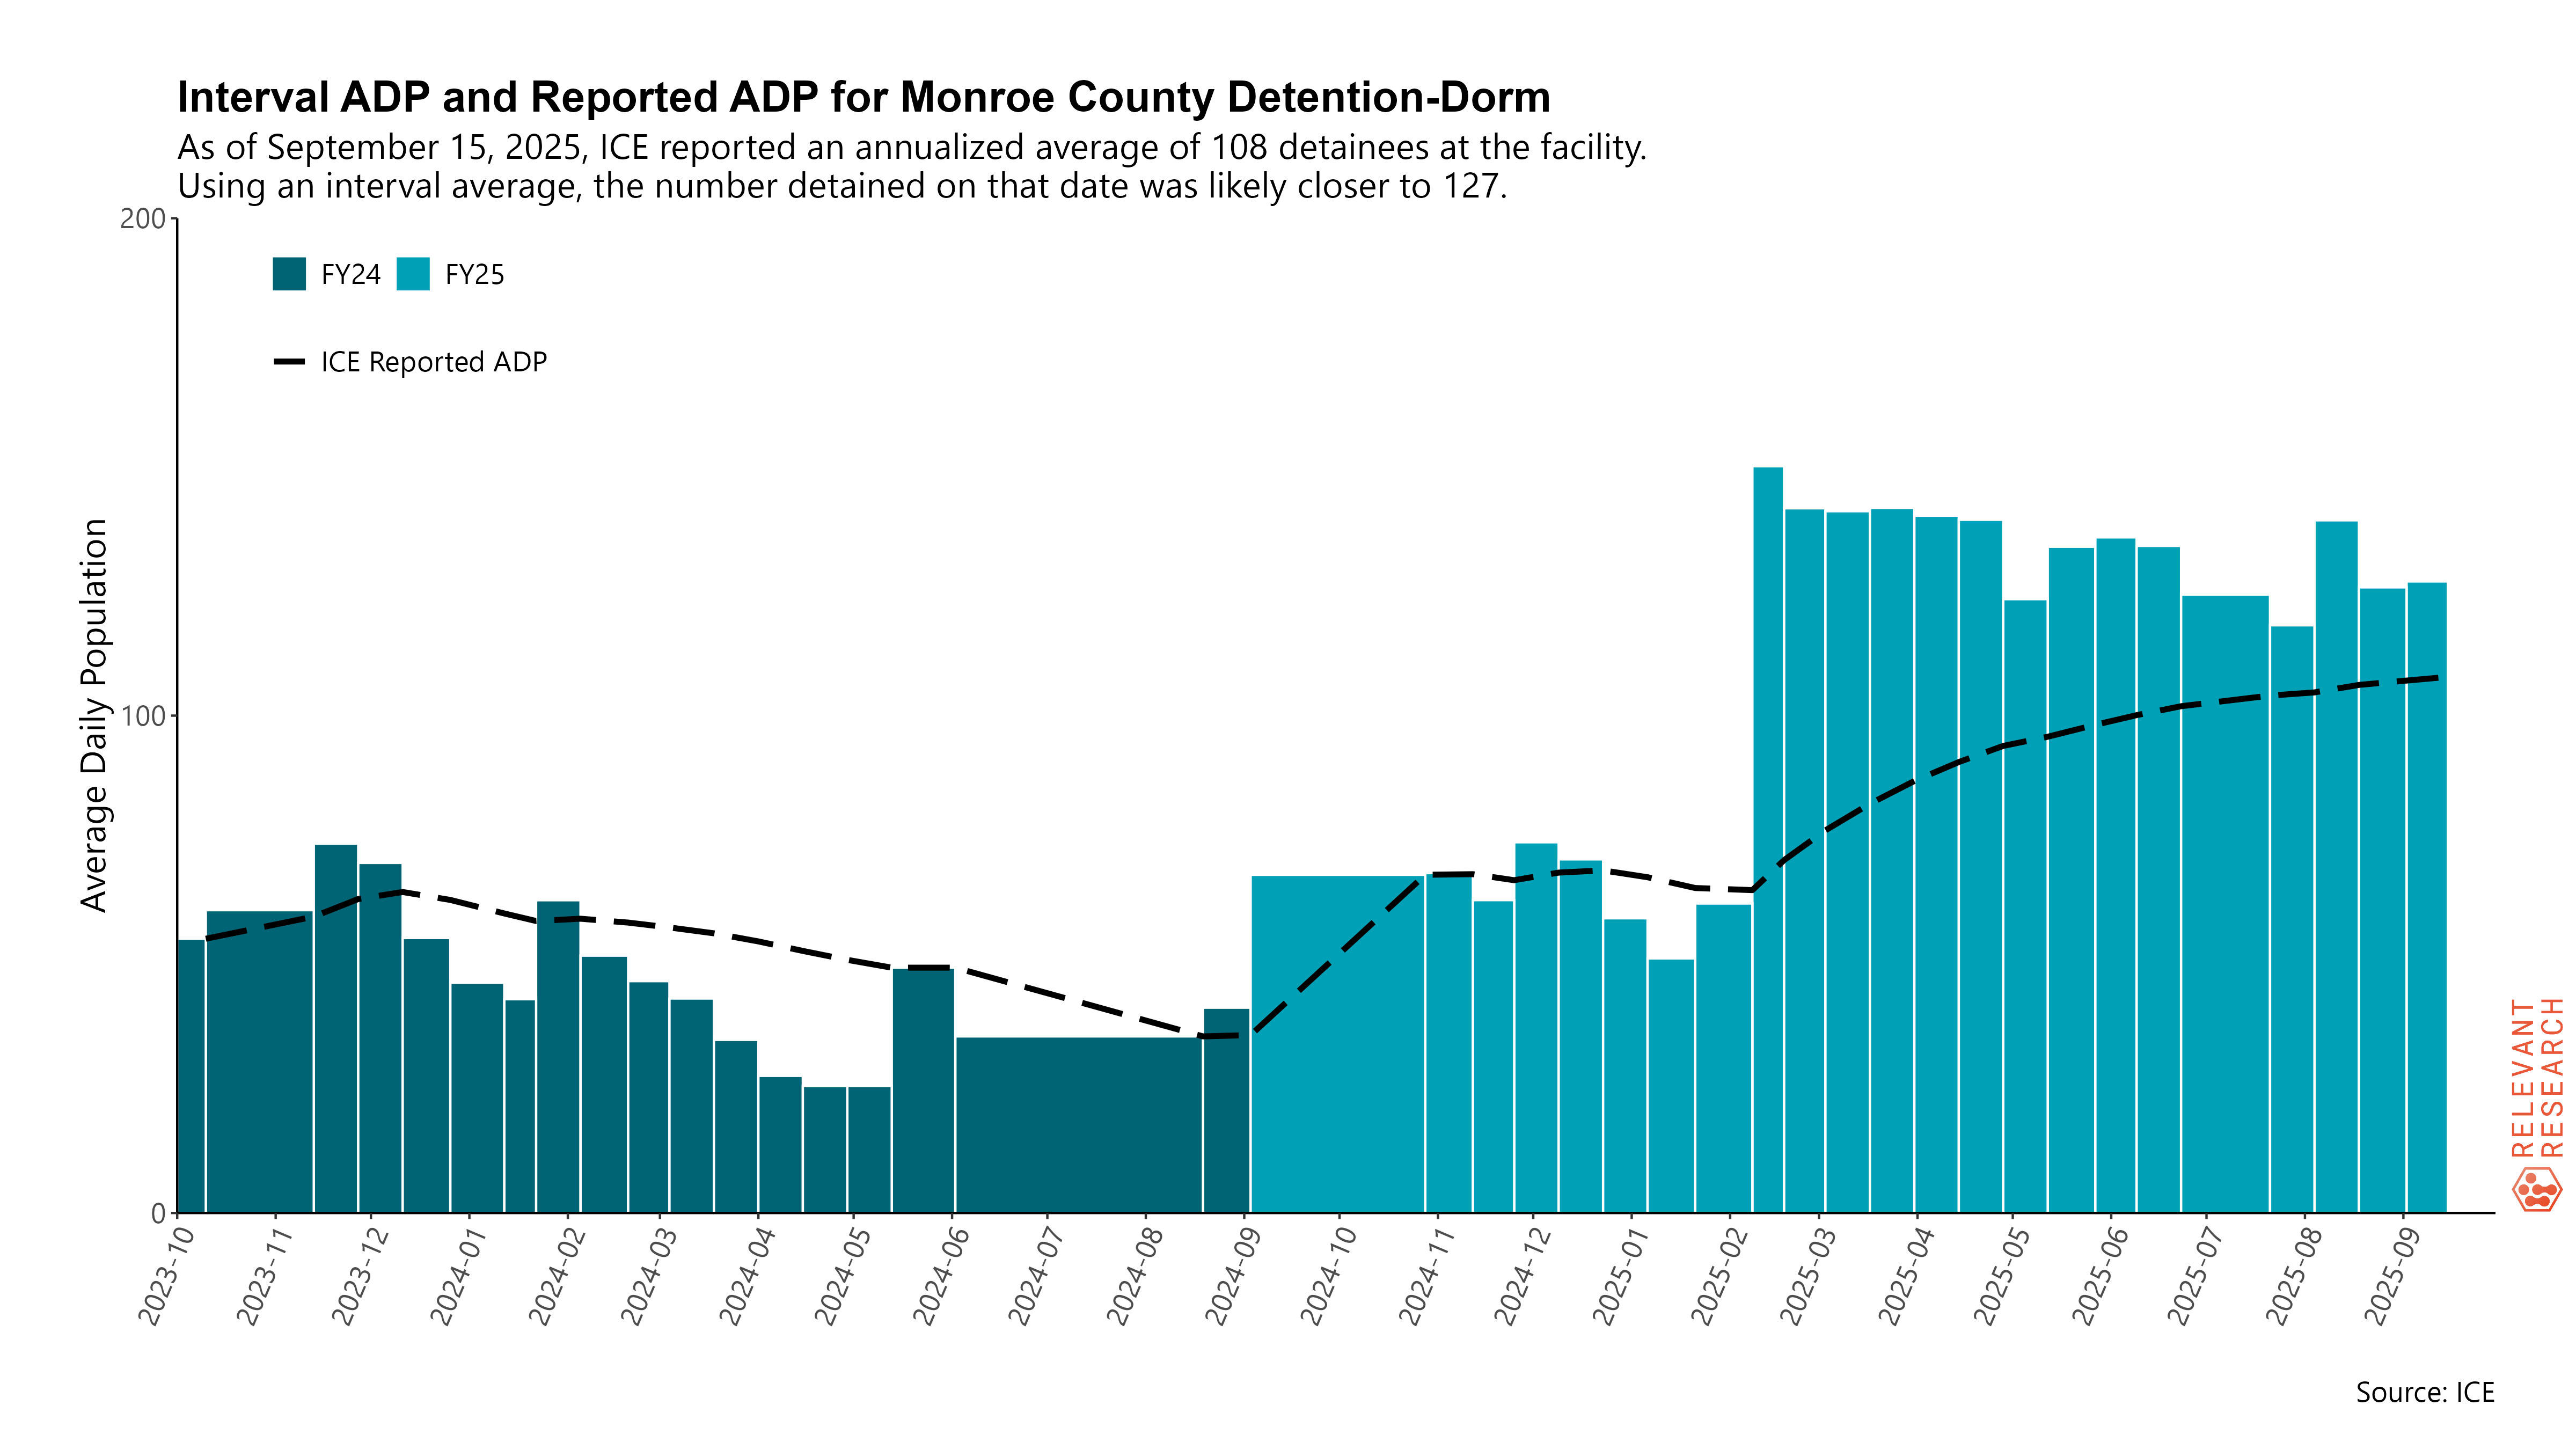 Interval ADP and Reported ADP for Monroe County Detention-Dorm
As of September 15, 2025, ICE reported an annualized average of 108 detainees at the facility.
Using an interval average, the number detained on that date was likely closer to 127.
200
FY24 FY25
ICE Reported ADP
Average Daily Population
100
0
2023-10 2023-11 2023-12 2024-01 2024-02 2024-03 2024-04 2024-05 2024-06 2024-07 2024-08 2024-09 2024-10 2024-11 2024-12 2025-01 2025-02 2025-03 2025-04 2025-05 2025-06 2025-07 2025-08 2025-09
RELEVANT
RESEARCH
Source: ICE